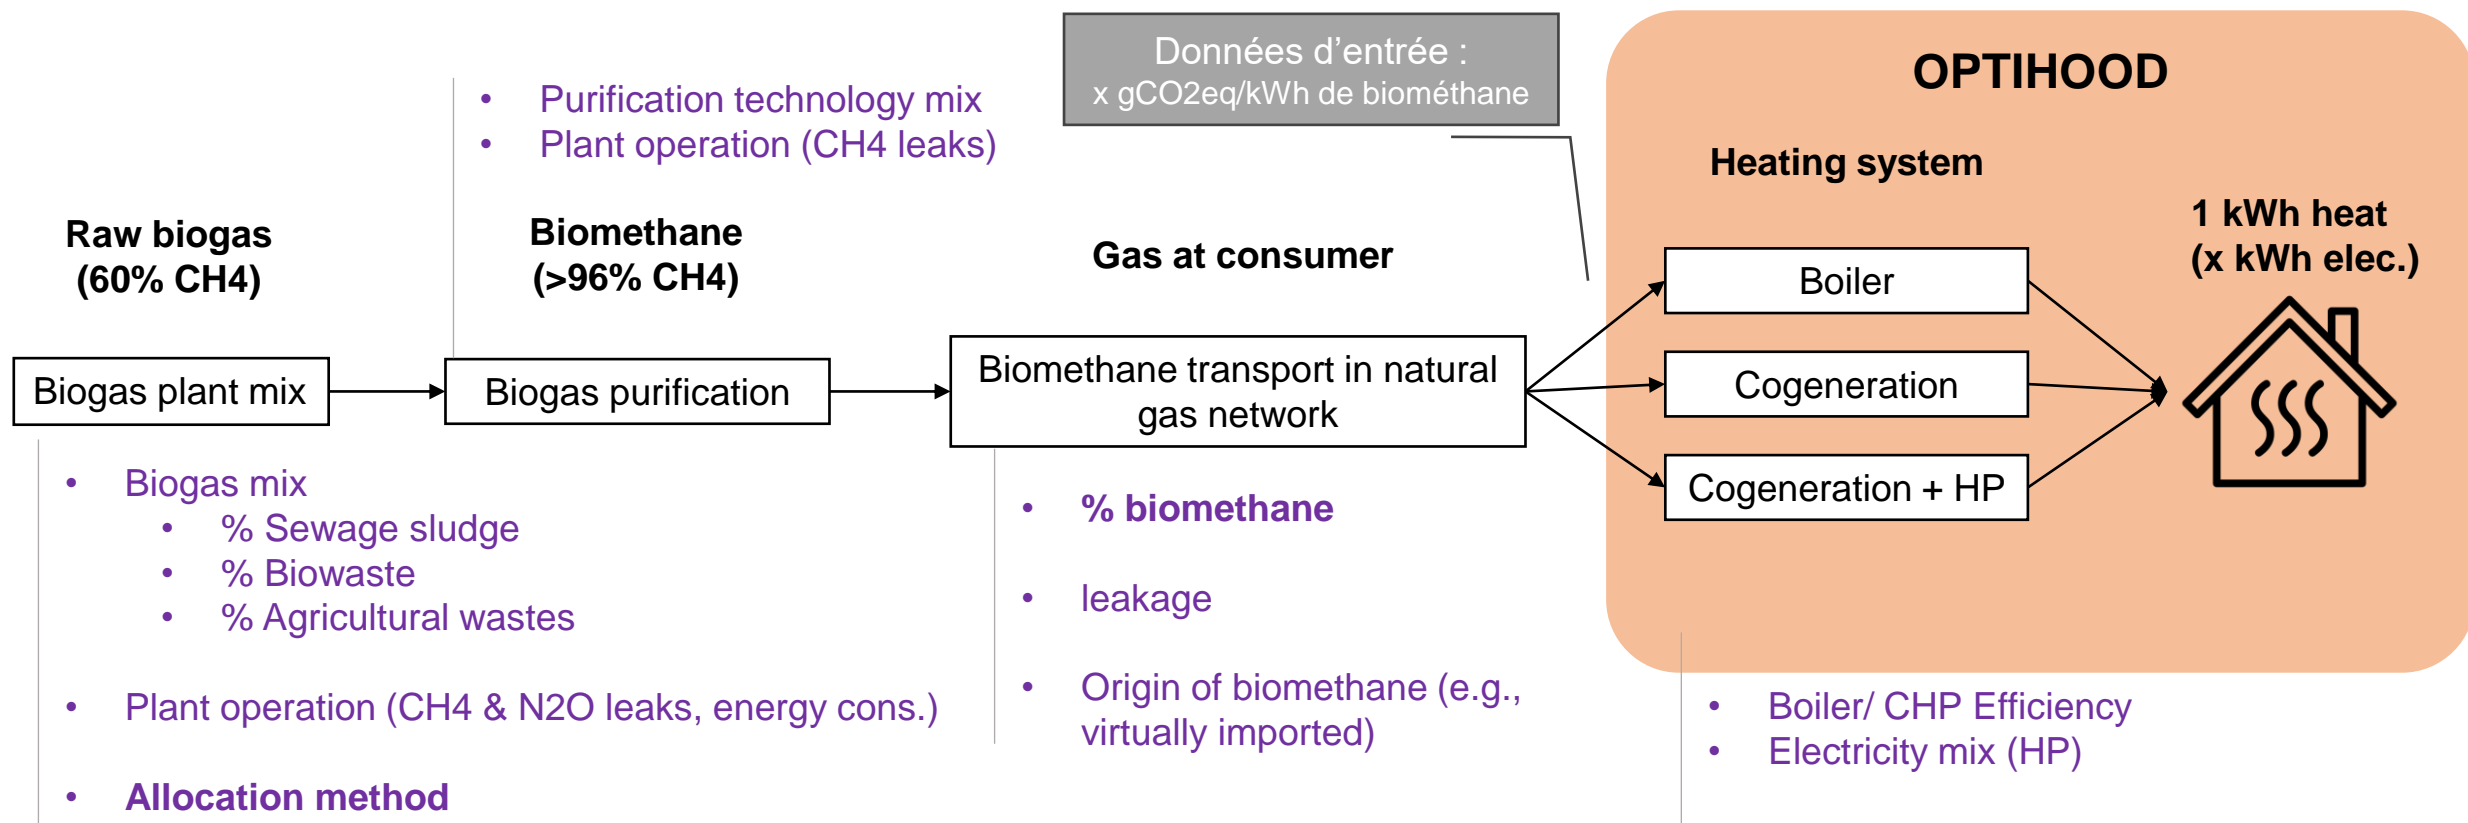 Données d'entrée :
x gCO2eq/kWh de biométhane
OPTIHOOD
• Purification technology mix
• Plant operation (CH4 leaks)
Heating system
Raw biogas
(60% CH4)
Biomethane
(>96% CH4)
Gas at consumer
1 kWh heat
(x kWh elec.)
Biogas plant mix
Biogas purification
Biomethane transport in natural
gas network
Boiler
Cogeneration
Cogeneration + HP
• Biogas mix
• % Sewage sludge
• % Biowaste
• % Agricultural wastes
• Plant operation (CH4 & N2O leaks, energy cons.)
• Allocation method
• % biomethane
• leakage
• Origin of biomethane (e.g.,
virtually imported)
• Boiler/ CHP Efficiency
• Electricity mix (HP)